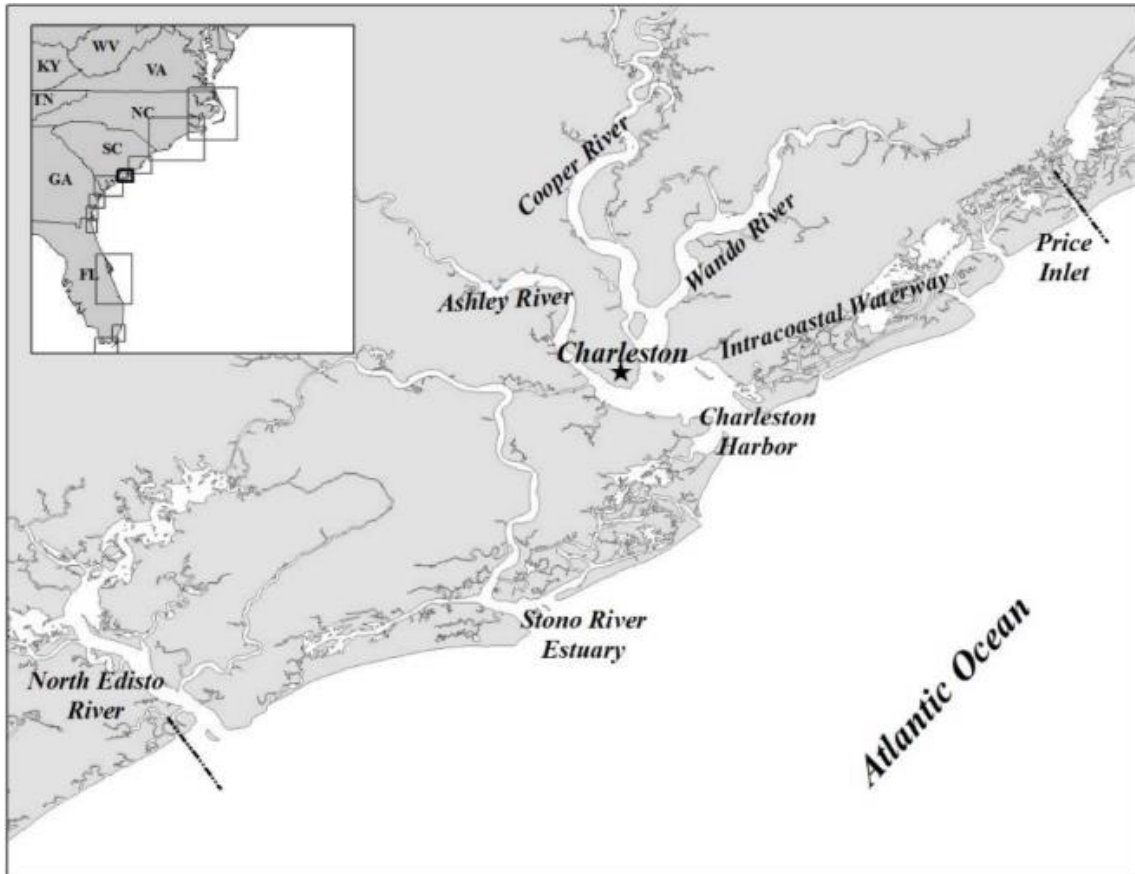 WV
KY
VA
TN
NC
SC
GA
FL
Cooper River
Wando River
Ashley River
Charleston
Intracoastal Waterway
Price
Inlet
Charleston
Harbor
Stono River
Estuary
North Edisto
River
Atlantic Ocean